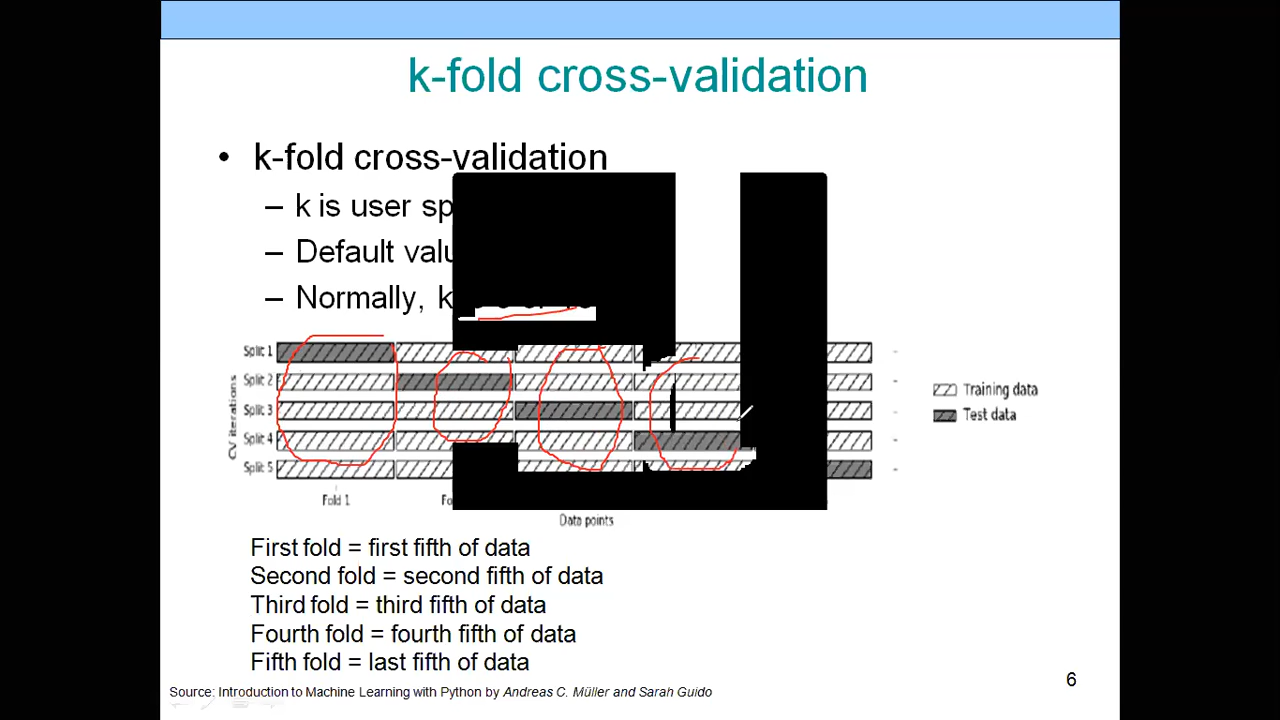 k-fold cross-validation
• k-fold cross-validation
– k is user sp
– Default valu
– Normally, k
Split 1
Split 2
Split 3
Split 4
Split 5
CV iterations
Training data
Test data
Fold 1
Data points
First fold = first fifth of data
Second fold = second fifth of data
Third fold = third fifth of data
Fourth fold = fourth fifth of data
Fifth fold = last fifth of data
6
Source: Introduction to Machine Learning with Python by Andreas C. Müller and Sarah Guido